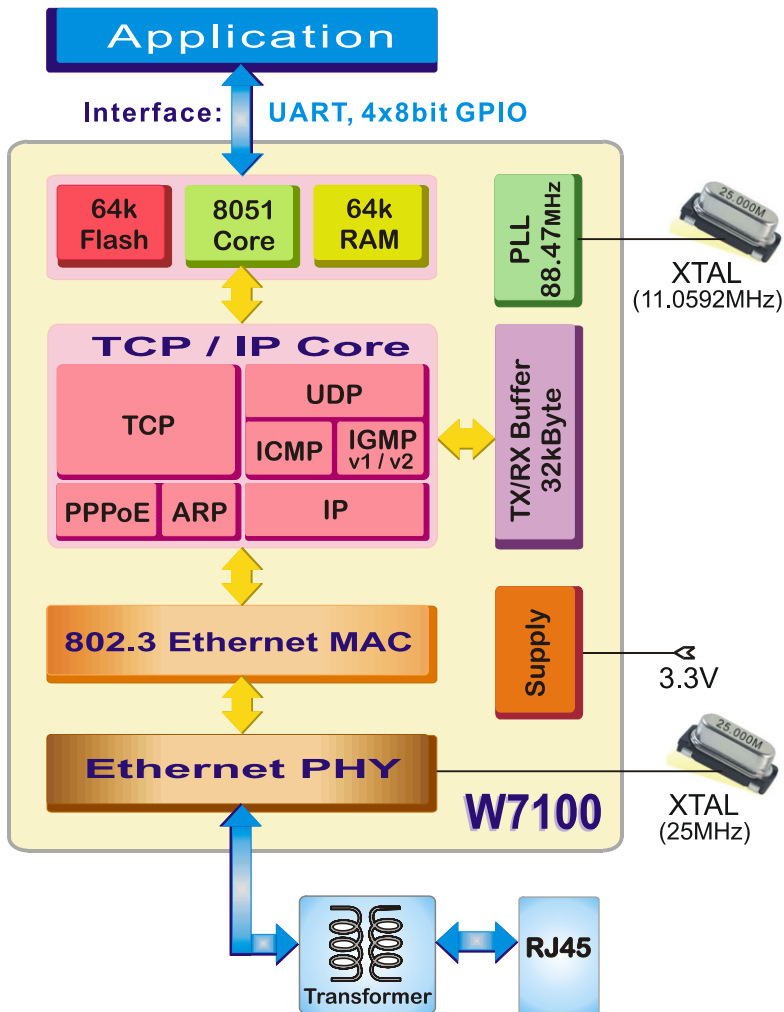 Application
Interface: UART, 4x8bit GPIO
64k
Flash
8051
Core
64k
RAM
PLL
88.47MHz
25.000M
XTAL
(11.0592MHz)
TCP / IP Core
TCP
UDP
ICMP
IGMP
v1 / v2
PPPoE
ARP
IP
TX/RX Buffer
32kByte
802.3 Ethernet MAC
Supply
3.3V
Ethernet PHY
25.000M
XTAL
(25MHz)
W7100
Transformer
RJ45